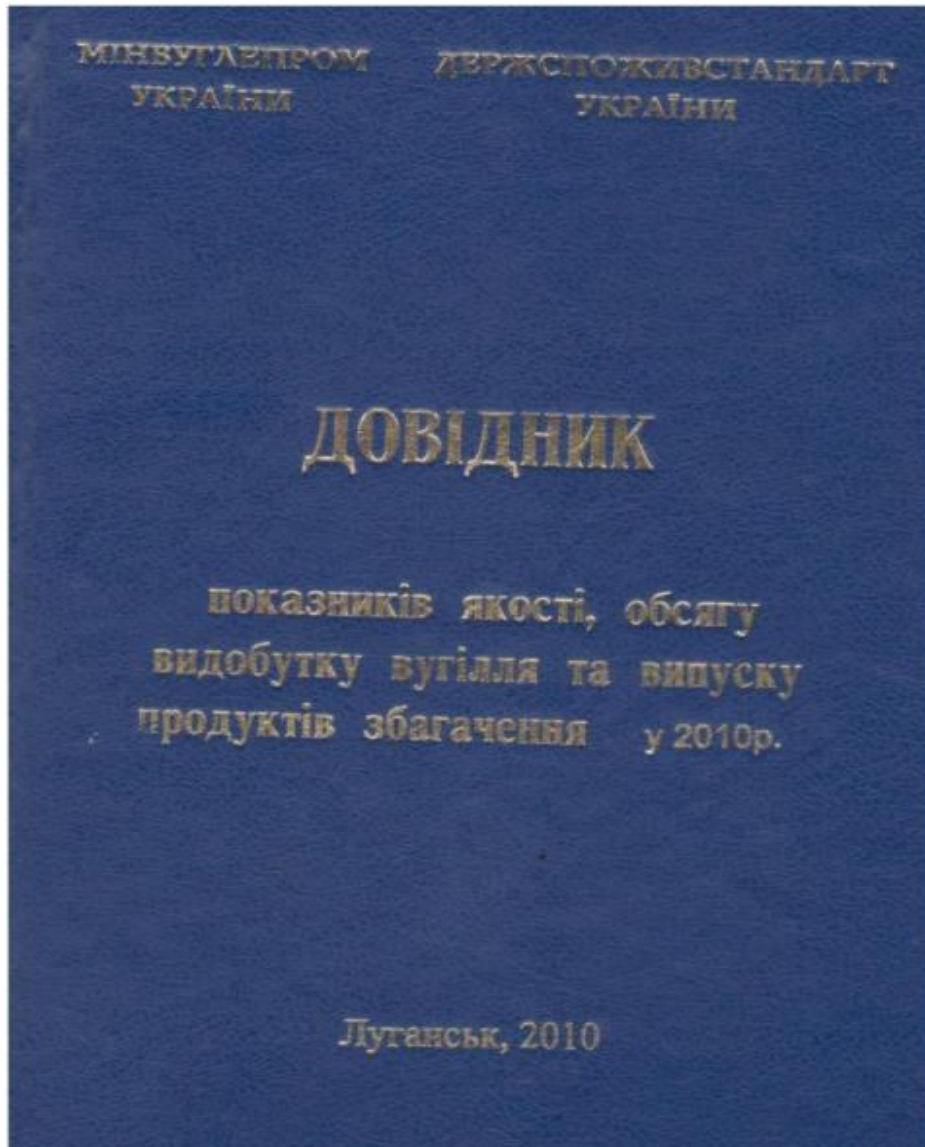 МІНВУГЛЕПРОМ
УКРАЇНИ
ДЕРЖСПОЖИВСТАНДАРТ
УКРАЇНИ
ДОВІДНИК
показників якості, обсягу
видобутку вугілля та випуску
продуктів збагачення у 2010р.
Луганськ, 2010